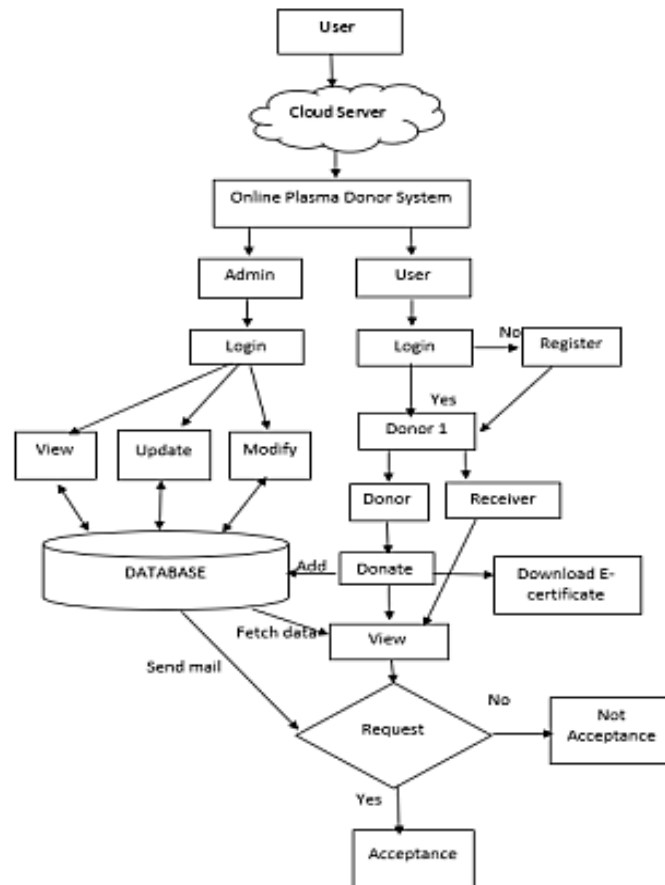 User
Cloud Server
Online Plasma Donor System
Admin
User
Login
Login
No
Register
Yes
View
Update
Modify
Donor 1
Donor
Receiver
DATABASE
Add
Donate
Download E-
certificate
Fetch data
View
Send mail
Request
No
Not
Acceptance
Yes
Acceptance